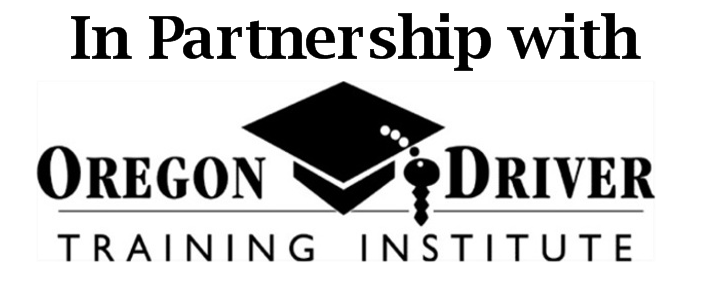 In Partnership with
OREGON DRIVER
TRAINING INSTITUTE